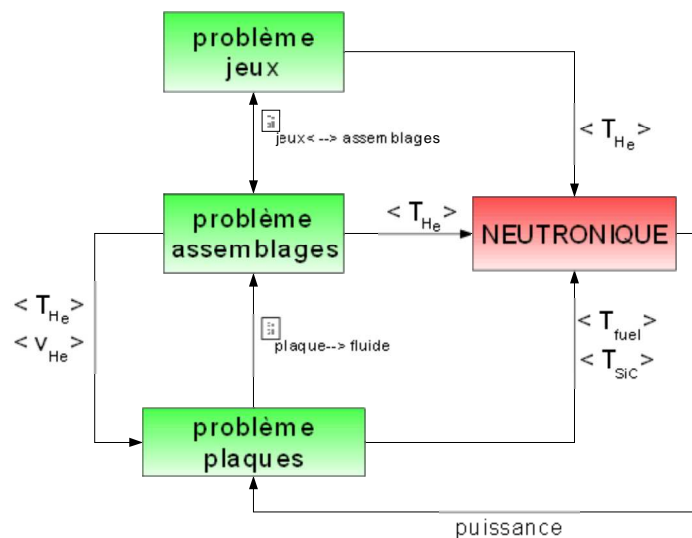 problème
jeux
jeux< --> assemblages
< T_He >
problème
assemblages
< T_He >
NEUTRONIQUE
< T_He >
< v_He >
plaque--> fluide
< T_fuel >
< T_SiC >
problème
plaques
puissance